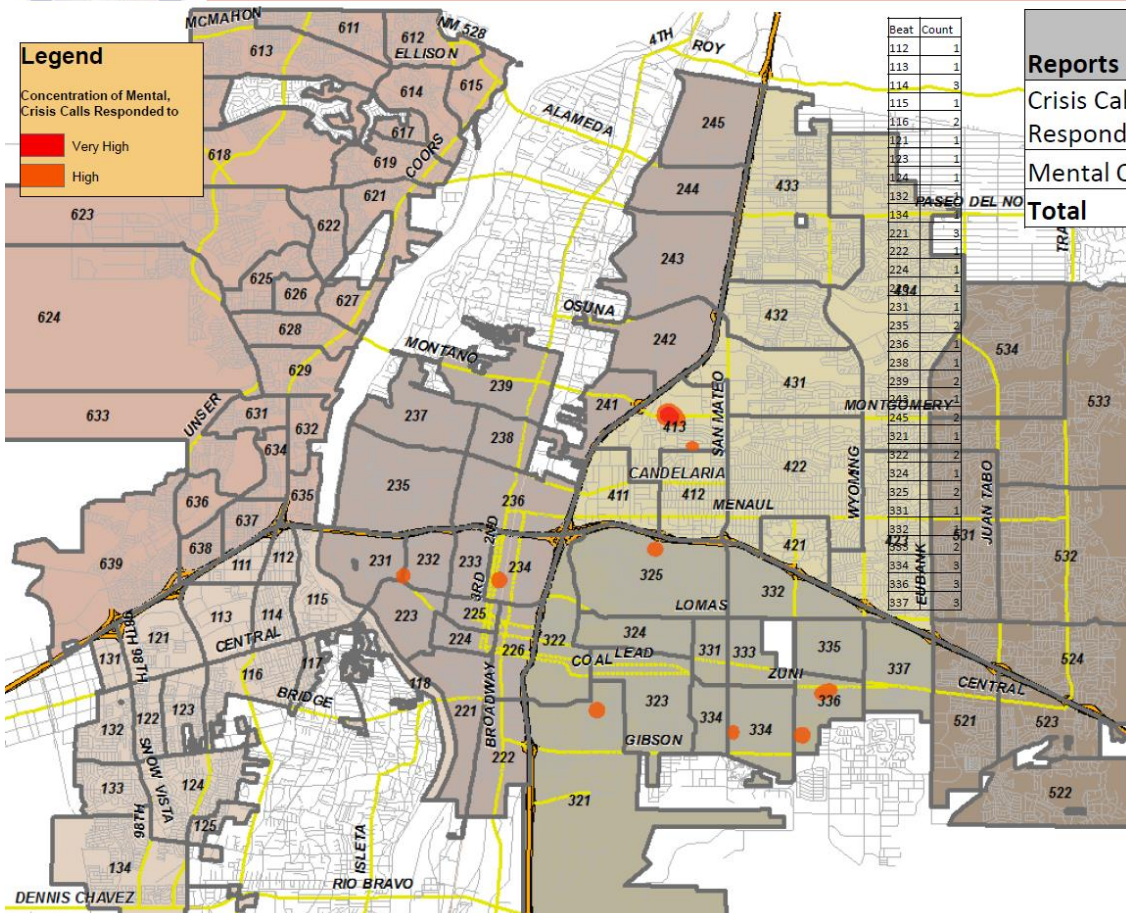 Legend
Concentration of Mental,
Crisis Calls Responded to
Very High
High
Beat Count
112 1
113 1
114 3
115 1
116 2
121 1
123 1
124 1
132
134
221 3
222 1
224 1
1
231 1
235 2
236 1
238 1
239 2
245 2
321 1
322 2
324 1
325 2
331 1
332
2
334 3
336 3
337 3
Reports
Crisis Cal
Respond
Mental C
Total
MCMAHON
611
612
NM 528
613
ELLISON
4TH
ROY
614
615
617
ALAMEDA
245
618
619
COORS
433
621
244
623
PASEO DEL NO
622
TRA
243
625
626
627
434
624
OSUNA
432
628
242
534
MONTANO
629
239
431
533
241
SAN MATEO
633
UNSER
631
237
MONTGOMERY
632
238
413
634
CANDELARIA
422
WYOMING
JUAN TABO
235
636
635
236
411
412
MENAUL
637
2ND
639
638
421
423
531
111
112
231
232
233
234
325
532
EUBANK
115
3RD
332
LOMAS
98TH 98TH
113
114
223
225
121
CENTRAL
224
322
324
331
333
335
131
226
COAL
LEAD
ZUNI
337
524
116
117
118
CENTRAL
BRIDGE
BROADWAY
323
336
132
122
123
221
334
334
521
523
SNOW VISTA
GIBSON
222
133
124
321
522
98TH
125
ISLETA
134
RIO BRAVO
DENNIS CHAVEZ